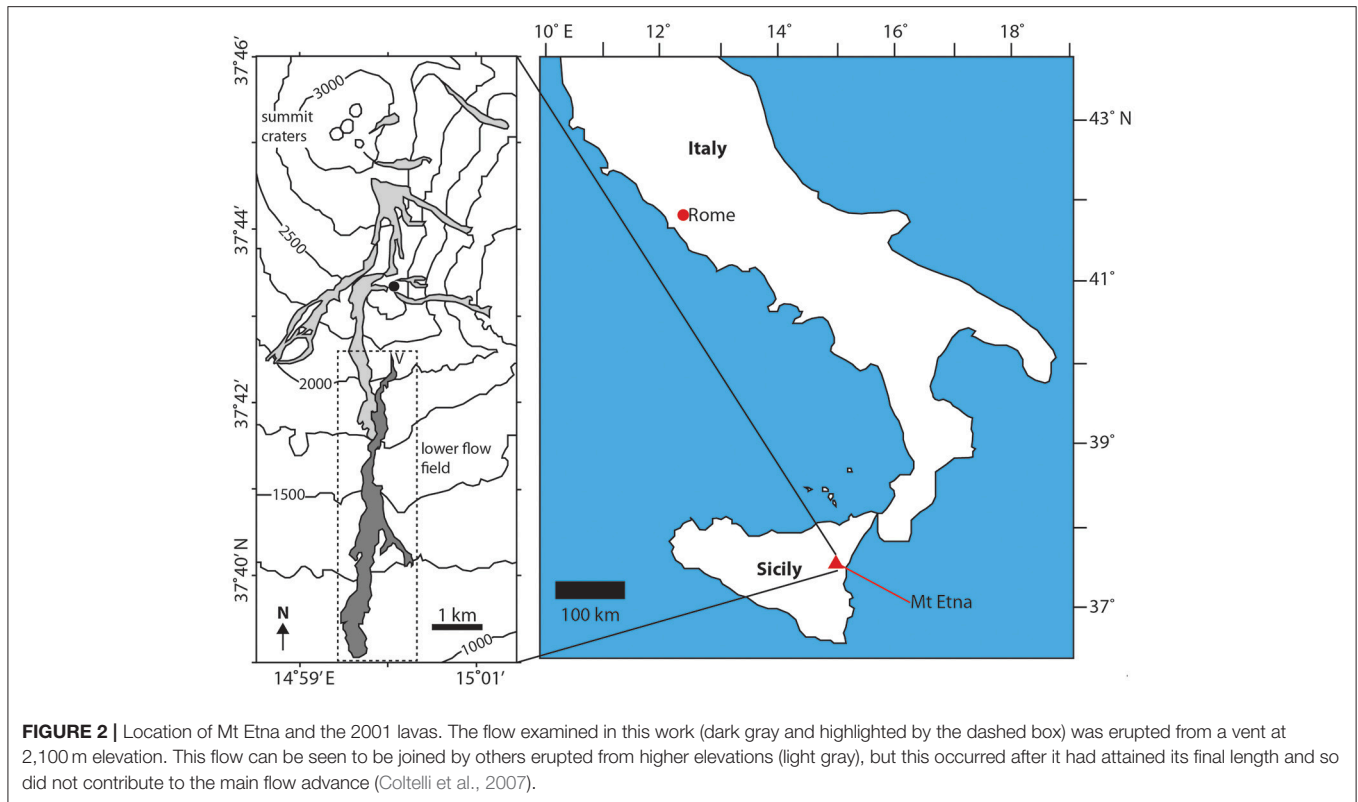 10° E 12° 14° 16° 18°
37°46′
37°44′
37°42′
37°40′ N
3000
summit
craters
2500
2000
V
lower flow
field
1500
N
1 km
1000
14°59′ E 15°01′
Italy
Rome
Sicily
100 km
Mt Etna
43° N
41°
39°
37°
FIGURE 2 | Location of Mt Etna and the 2001 lavas. The flow examined in this work (dark gray and highlighted by the dashed box) was erupted from a vent at
2,100 m elevation. This flow can be seen to be joined by others erupted from higher elevations (light gray), but this occurred after it had attained its final length and so
did not contribute to the main flow advance (Coltelli et al., 2007).